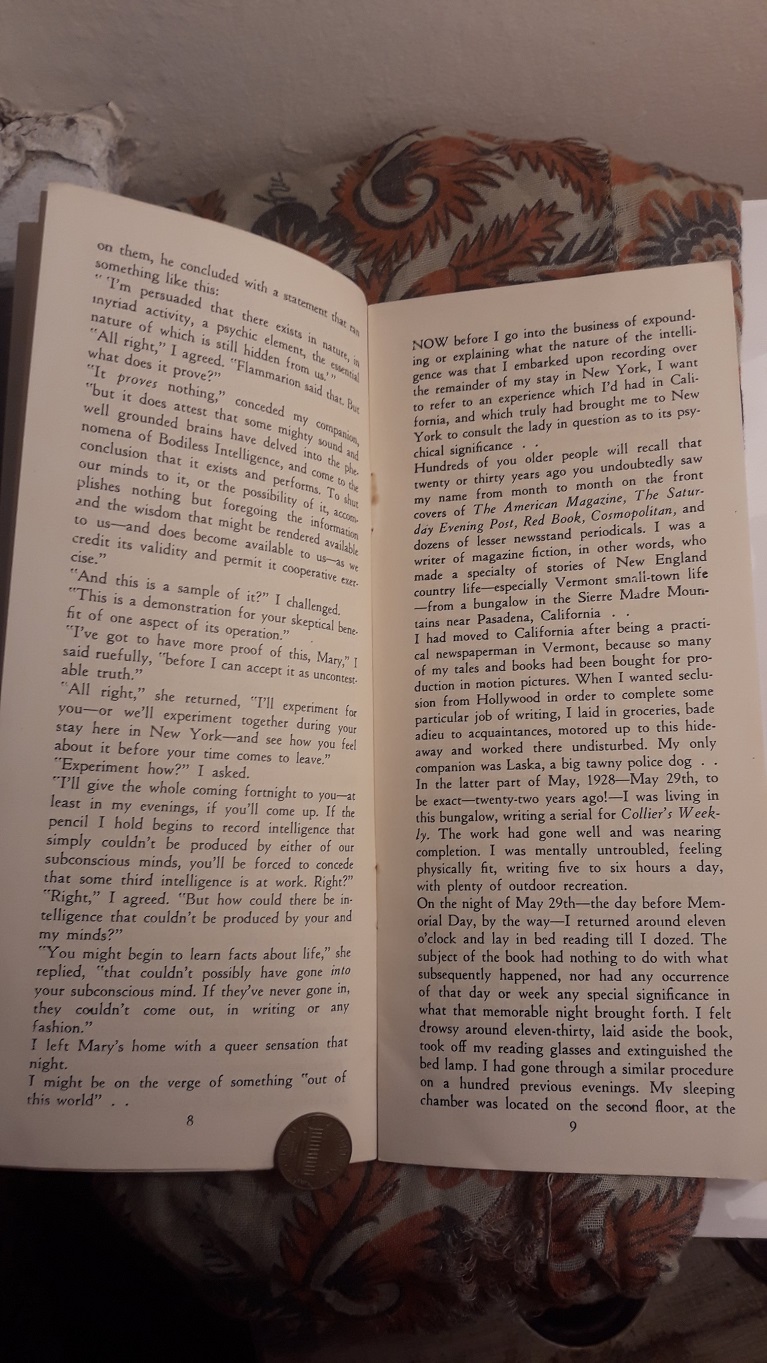 on them, he concluded with a statement that ran
something like this:
"'I'm persuaded that there exists in nature, in
myriad activity, a psychic element, the essential
nature of which is still hidden from us.'"
"All right," I agreed. "Flammarion said that. But
what does it prove?"
"It proves nothing," conceded my companion,
"but it does attest that some mighty sound and
well grounded brains have delved into the phe-
nomena of Bodiless Intelligence, and come to the
conclusion that it exists and performs. To shut
our minds to it, or the possibility of it, accom-
plishes nothing but foregoing the information
and the wisdom that might be rendered available
to us—and does become available to us—as we
credit its validity and permit it cooperative exer-
cise."
"And this is a sample of it?" I challenged.
"This is a demonstration for your skeptical bene-
fit of one aspect of its operation."
"I've got to have more proof of this, Mary," I
said ruefully, "before I can accept it as uncontest-
able truth."
"All right," she returned, "I'll experiment for
you—or we'll experiment together during your
stay here in New York—and see how you feel
about it before your time comes to leave."
"Experiment how?" I asked.
"I'll give the whole coming fortnight to you—at
least in my evenings, if you'll come up. If the
pencil I hold begins to record intelligence that
simply couldn't be produced by either of our
subconscious minds, you'll be forced to concede
that some third intelligence is at work. Right?"
"Right," I agreed. "But how could there be in-
telligence that couldn't be produced by your and
my minds?"
"You might begin to learn facts about life," she
replied, "that couldn't possibly have gone into
your subconscious mind. If they've never gone in,
they couldn't come out, in writing or any
fashion."
I left Mary's home with a queer sensation that
night.
I might be on the verge of something "out of
this world" . .
8
NOW before I go into the business of expound-
ing or explaining what the nature of the intelli-
gence was that I embarked upon recording over
the remainder of my stay in New York, I want
to refer to an experience which I'd had in Cali-
fornia, and which truly had brought me to New
York to consult the lady in question as to its psy-
chical significance . .
Hundreds of you older people will recall that
twenty or thirty years ago you undoubtedly saw
my name from month to month on the front
covers of The American Magazine, The Satur-
day Evening Post, Red Book, Cosmopolitan, and
dozens of lesser newsstand periodicals. I was a
writer of magazine fiction, in other words, who
made a specialty of stories of New England
country life—especially Vermont small-town life
—from a bungalow in the Sierre Madre Moun-
tains near Pasadena, California . .
I had moved to California after being a practi-
cal newspaperman in Vermont, because so many
of my tales and books had been bought for pro-
duction in motion pictures. When I wanted seclu-
sion from Hollywood in order to complete some
particular job of writing, I laid in groceries, bade
adieu to acquaintances, motored up to this hide-
away and worked there undisturbed. My only
companion was Laska, a big tawny police dog . .
In the latter part of May, 1928—May 29th, to
be exact—twenty-two years ago!—I was living in
this bungalow, writing a serial for Collier's Week-
ly. The work had gone well and was nearing
completion. I was mentally untroubled, feeling
physically fit, writing five to six hours a day,
with plenty of outdoor recreation.
On the night of May 29th—the day before Mem-
orial Day, by the way—I returned around eleven
o'clock and lay in bed reading till I dozed. The
subject of the book had nothing to do with what
subsequently happened, nor had any occurrence
of that day or week any special significance in
what that memorable night brought forth. I felt
drowsy around eleven-thirty, laid aside the book,
took off my reading glasses and extinguished the
bed lamp. I had gone through a similar procedure
on a hundred previous evenings. My sleeping
chamber was located on the second floor, at the
9